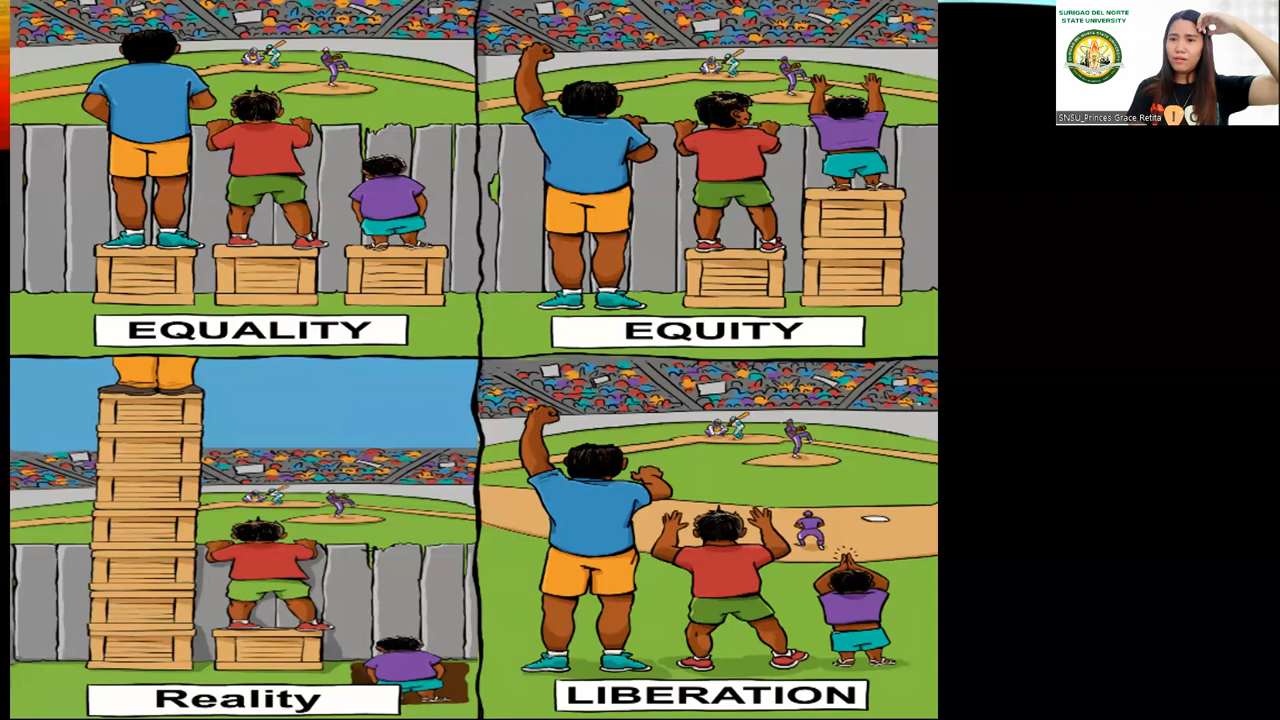 EQUALITY
EQUITY
Reality
LIBERATION
SURIGAO DEL NORTE
STATE UNIVERSITY
SNSU_Princes Grace Retita